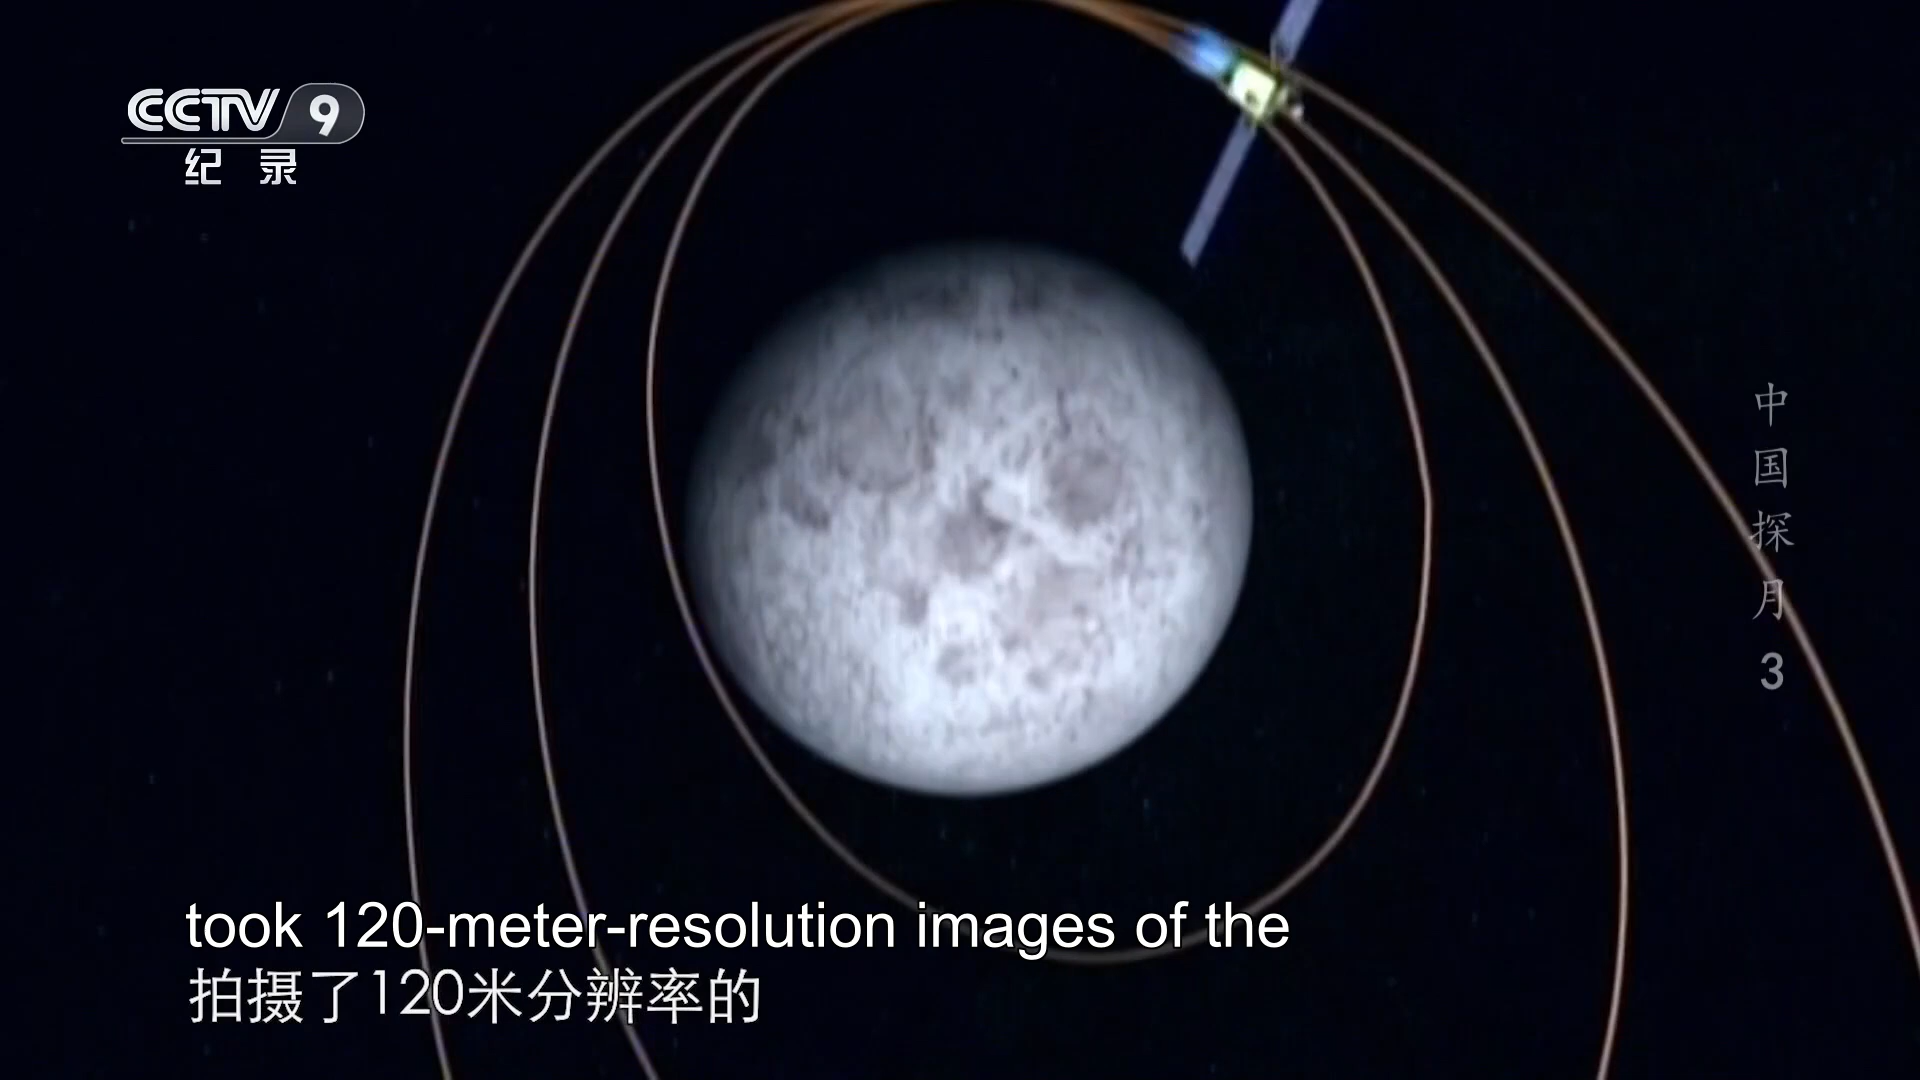 CCTV 9
纪 录
中国探月 3
took 120-meter-resolution images of the
拍摄了120米分辨率的